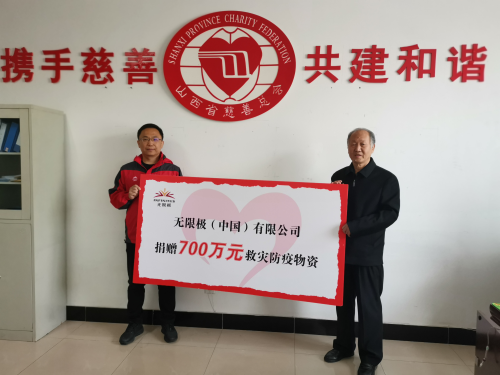 SHANXI PROVINCE CHARITY FEDERATION
携手慈善
共建和谐
山西省慈善总会
INFINITUS
无限极
无限极（中国）有限公司
捐赠700万元救灾防疫物资